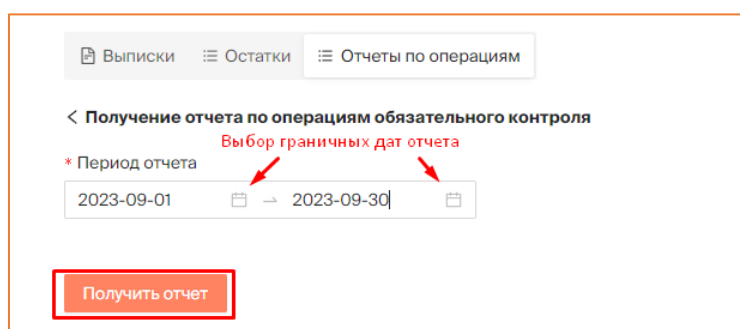 Выписки Остатки Отчеты по операциям
< Получение отчета по операциям обязательного контроля
Выбор граничных дат отчета
* Период отчета
2023-09-01 → 2023-09-30
Получить отчет